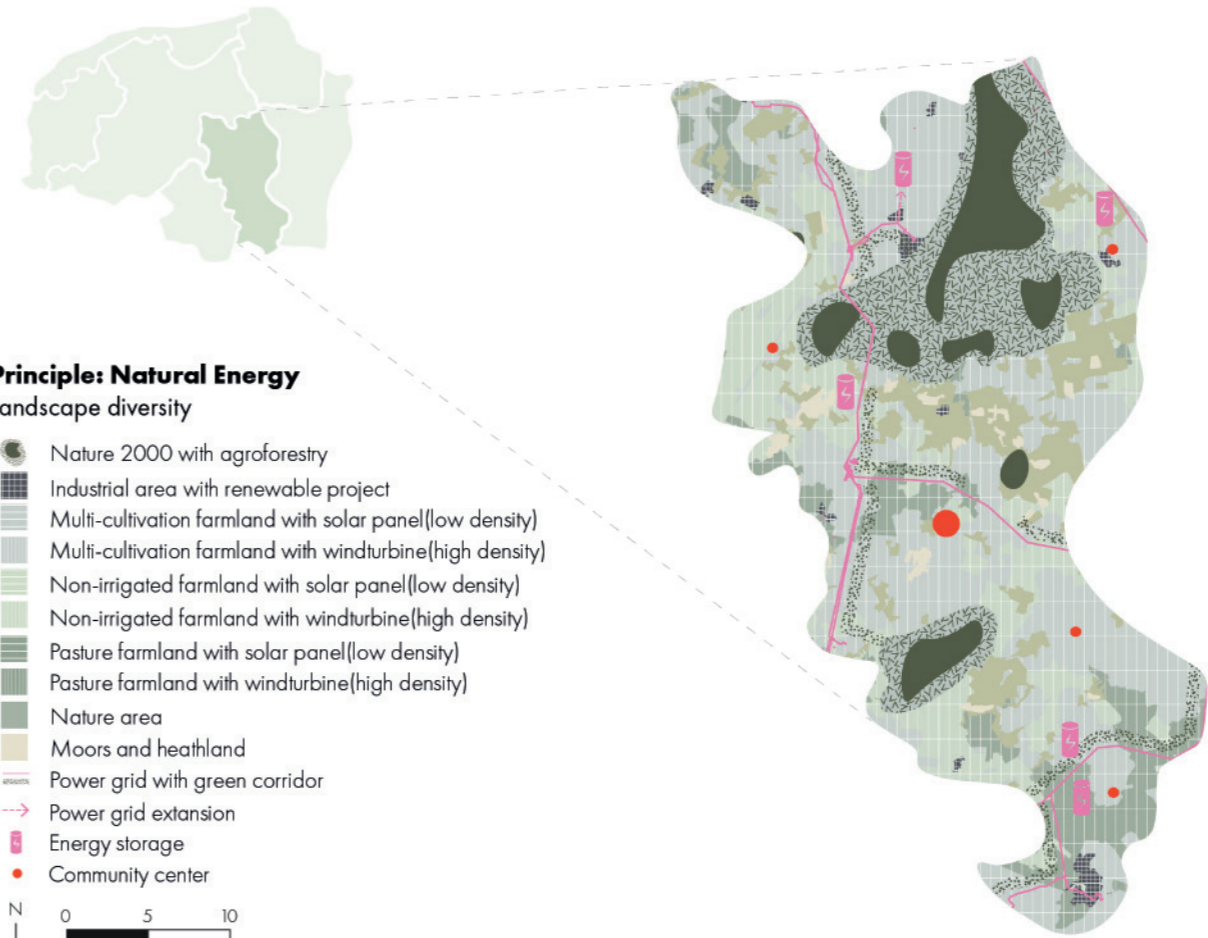 Principle: Natural Energy
andscape diversity
Nature 2000 with agroforestry
Industrial area with renewable project
Multi-cultivation farmland with solar panel(low density)
Multi-cultivation farmland with windturbine(high density)
Non-irrigated farmland with solar panel(low density)
Non-irrigated farmland with windturbine(high density)
Pasture farmland with solar panel(low density)
Pasture farmland with windturbine(high density)
Nature area
Moors and heathland
Power grid with green corridor
Power grid extension
Energy storage
Community center
N
0 5 10